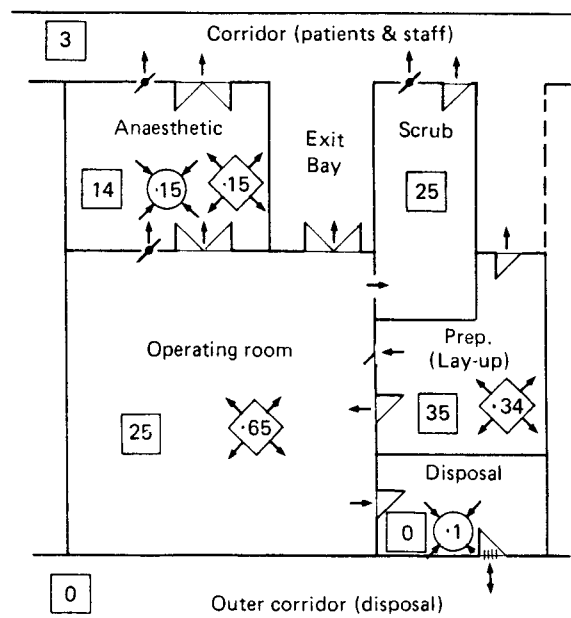 3
Corridor (patients & staff)
Anaesthetic
Exit
Bay
Scrub
14
·15
·15
25
Operating room
Prep.
(Lay-up)
25
·65
35
·34
Disposal
0
·1
0
Outer corridor (disposal)